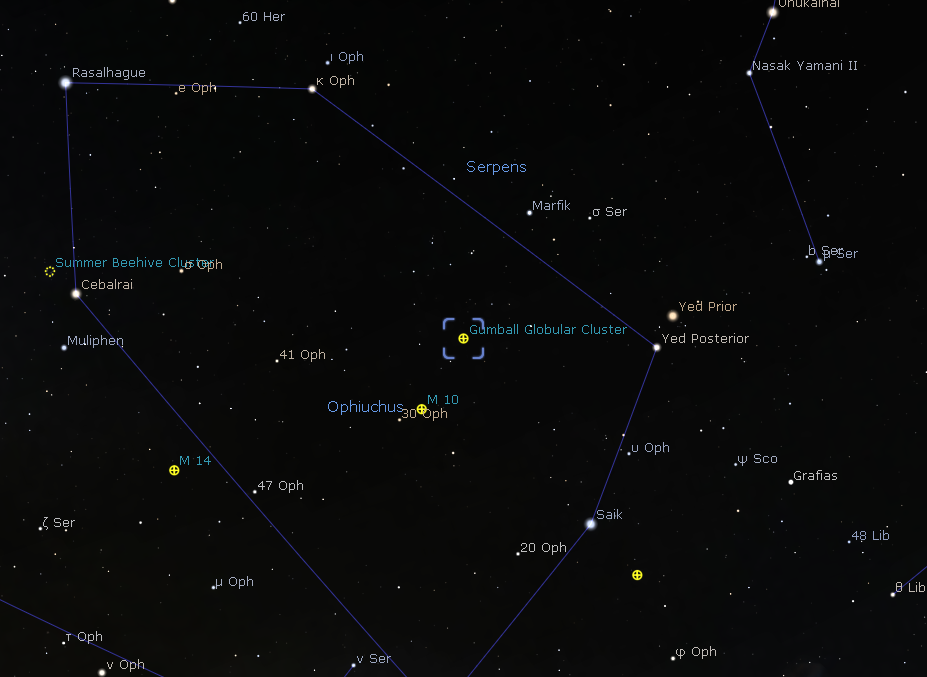 Unukalhai
60 Her
ι Oph
Nasak Yamani II
Rasalhague
κ Oph
e Oph
Serpens
Marfik
σ Ser
b Ser
μ Ser
Summer Beehive Cluster
σ Oph
Cebalrai
Yed Prior
Gumball Globular Cluster
Yed Posterior
Muliphen
41 Oph
M 10
Ophiuchus
30 Oph
υ Oph
M 14
ψ Sco
Grafias
47 Oph
Saik
ζ Ser
48 Lib
20 Oph
μ Oph
θ Lib
τ Oph
ν Ser
φ Oph
ν Oph